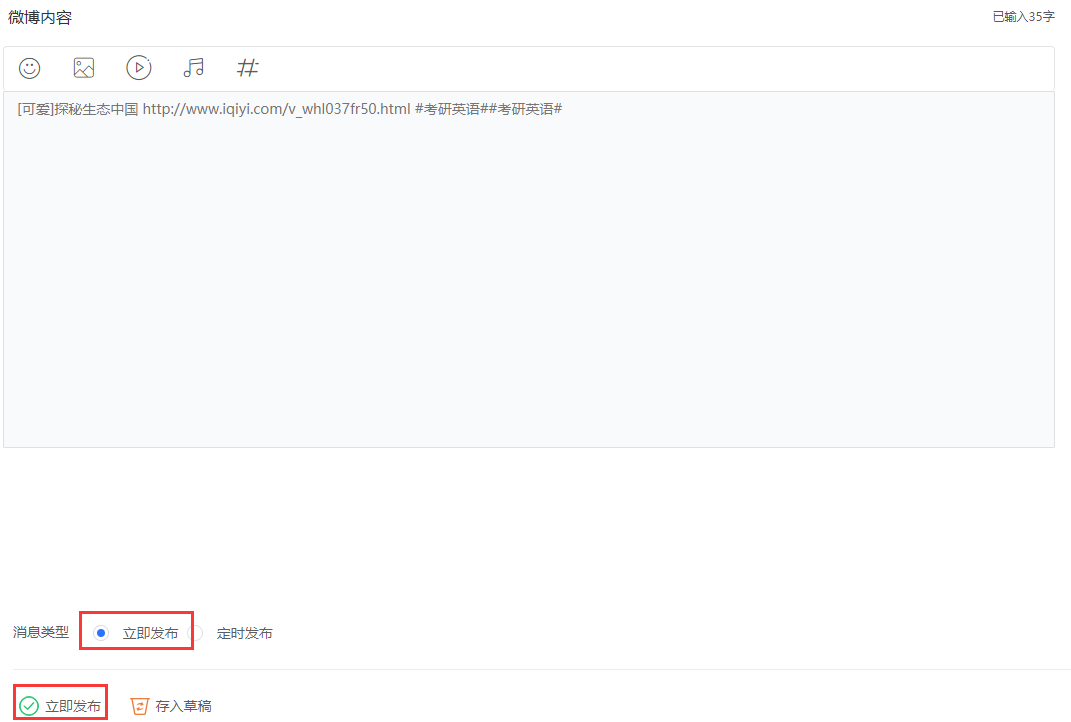 微博内容 已输入35字
[可爱]探秘生态中国 http://www.iqiyi.com/v_whl037fr50.html #考研英语##考研英语#
消息类型 立即发布 定时发布
立即发布 存入草稿